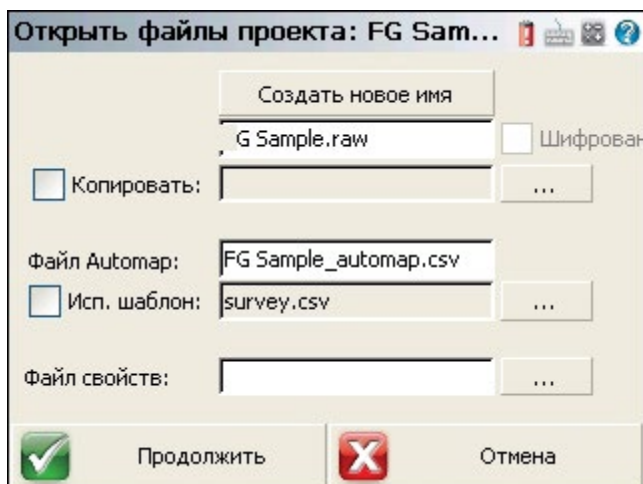 Открыть файлы проекта: FG Sam...
Создать новое имя
G Sample.raw
Шифрован
Копировать:
...
Файл Automap:
FG Sample_automap.csv
Исп. шаблон:
survey.csv
...
Файл свойств:
...
Продолжить
Отмена